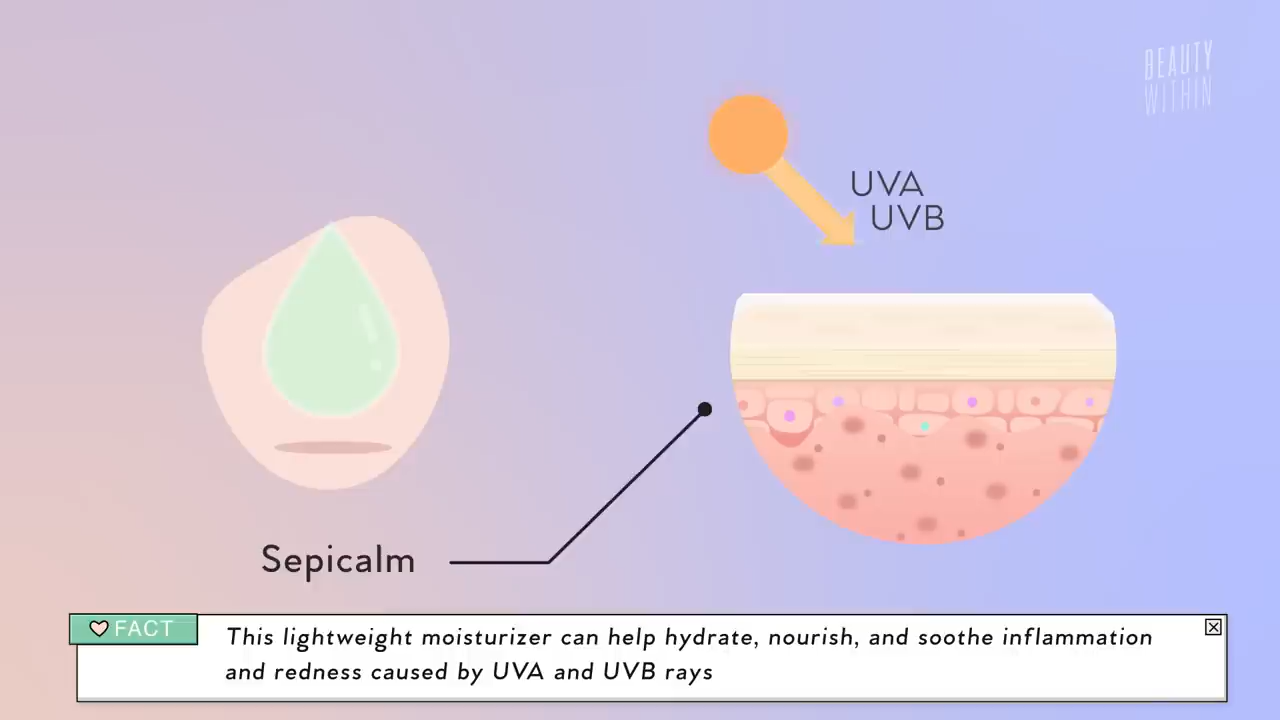 BEAUTY
WITHIN
UVA
UVB
Sepicalm
FACT
This lightweight moisturizer can help hydrate, nourish, and soothe inflammation
and redness caused by UVA and UVB rays